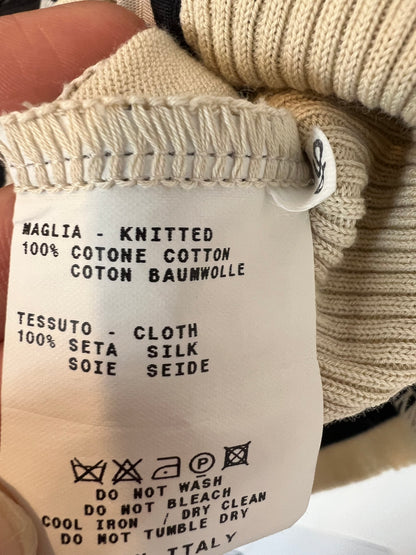 MAGLIA - KNITTED
100% COTONE COTTON
COTON BAUMWOLLE
TESSUTO - CLOTH
100% SETA SILK
SOIE SEIDE
P
DO NOT WASH
DO NOT BLEACH
COOL IRON / DRY CLEAN
DO NOT TUMBLE DRY
ITALY